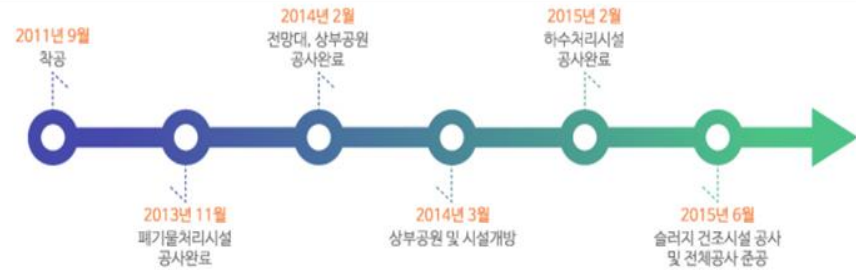 2011년 9월
착공
2013년 11월
폐기물처리시설
공사완료
2014년 2월
전망대, 상부공원
공사완료
2014년 3월
상부공원 및 시설개방
2015년 2월
하수처리시설
공사완료
2015년 6월
슬러지 건조시설 공사
및 전체공사 준공